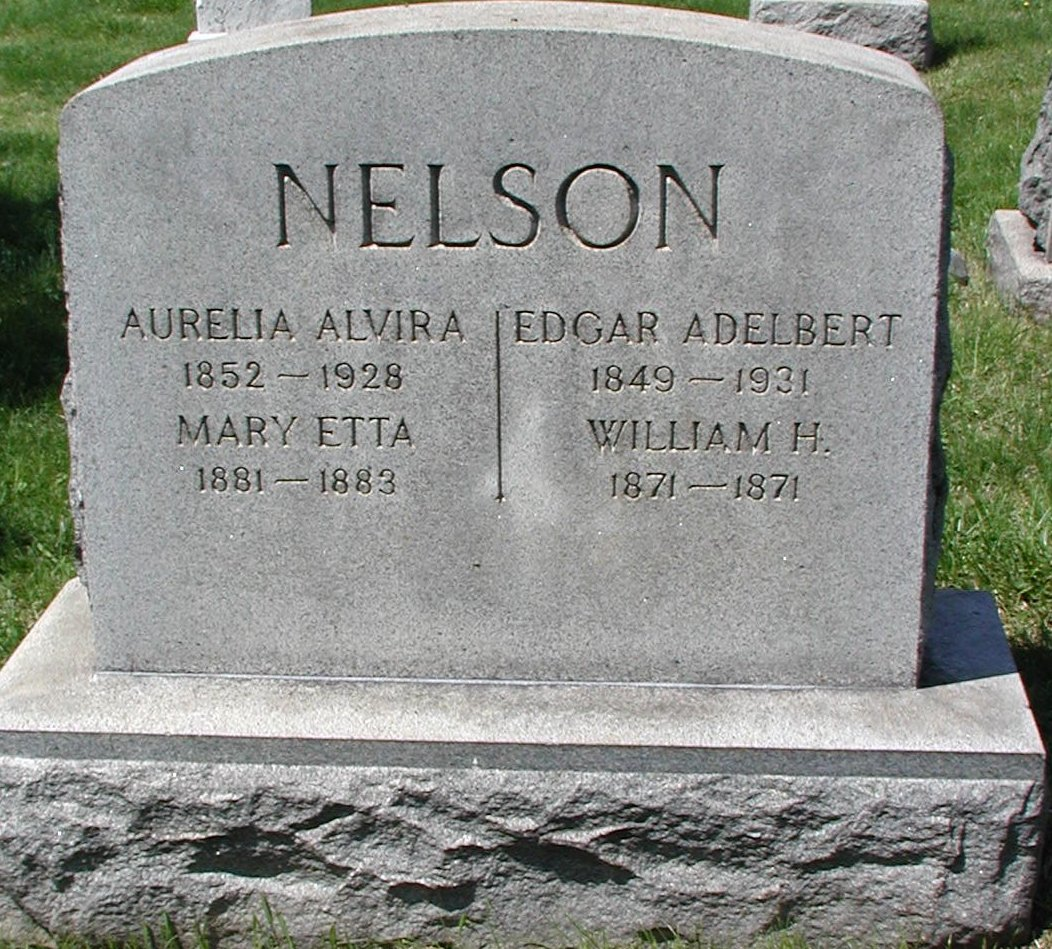 NELSON
AURELIA ALVIRA
1852 — 1928
MARY ETTA
1881 — 1883
EDGAR ADELBERT
1849 — 1931
WILLIAM H.
1871 — 1871